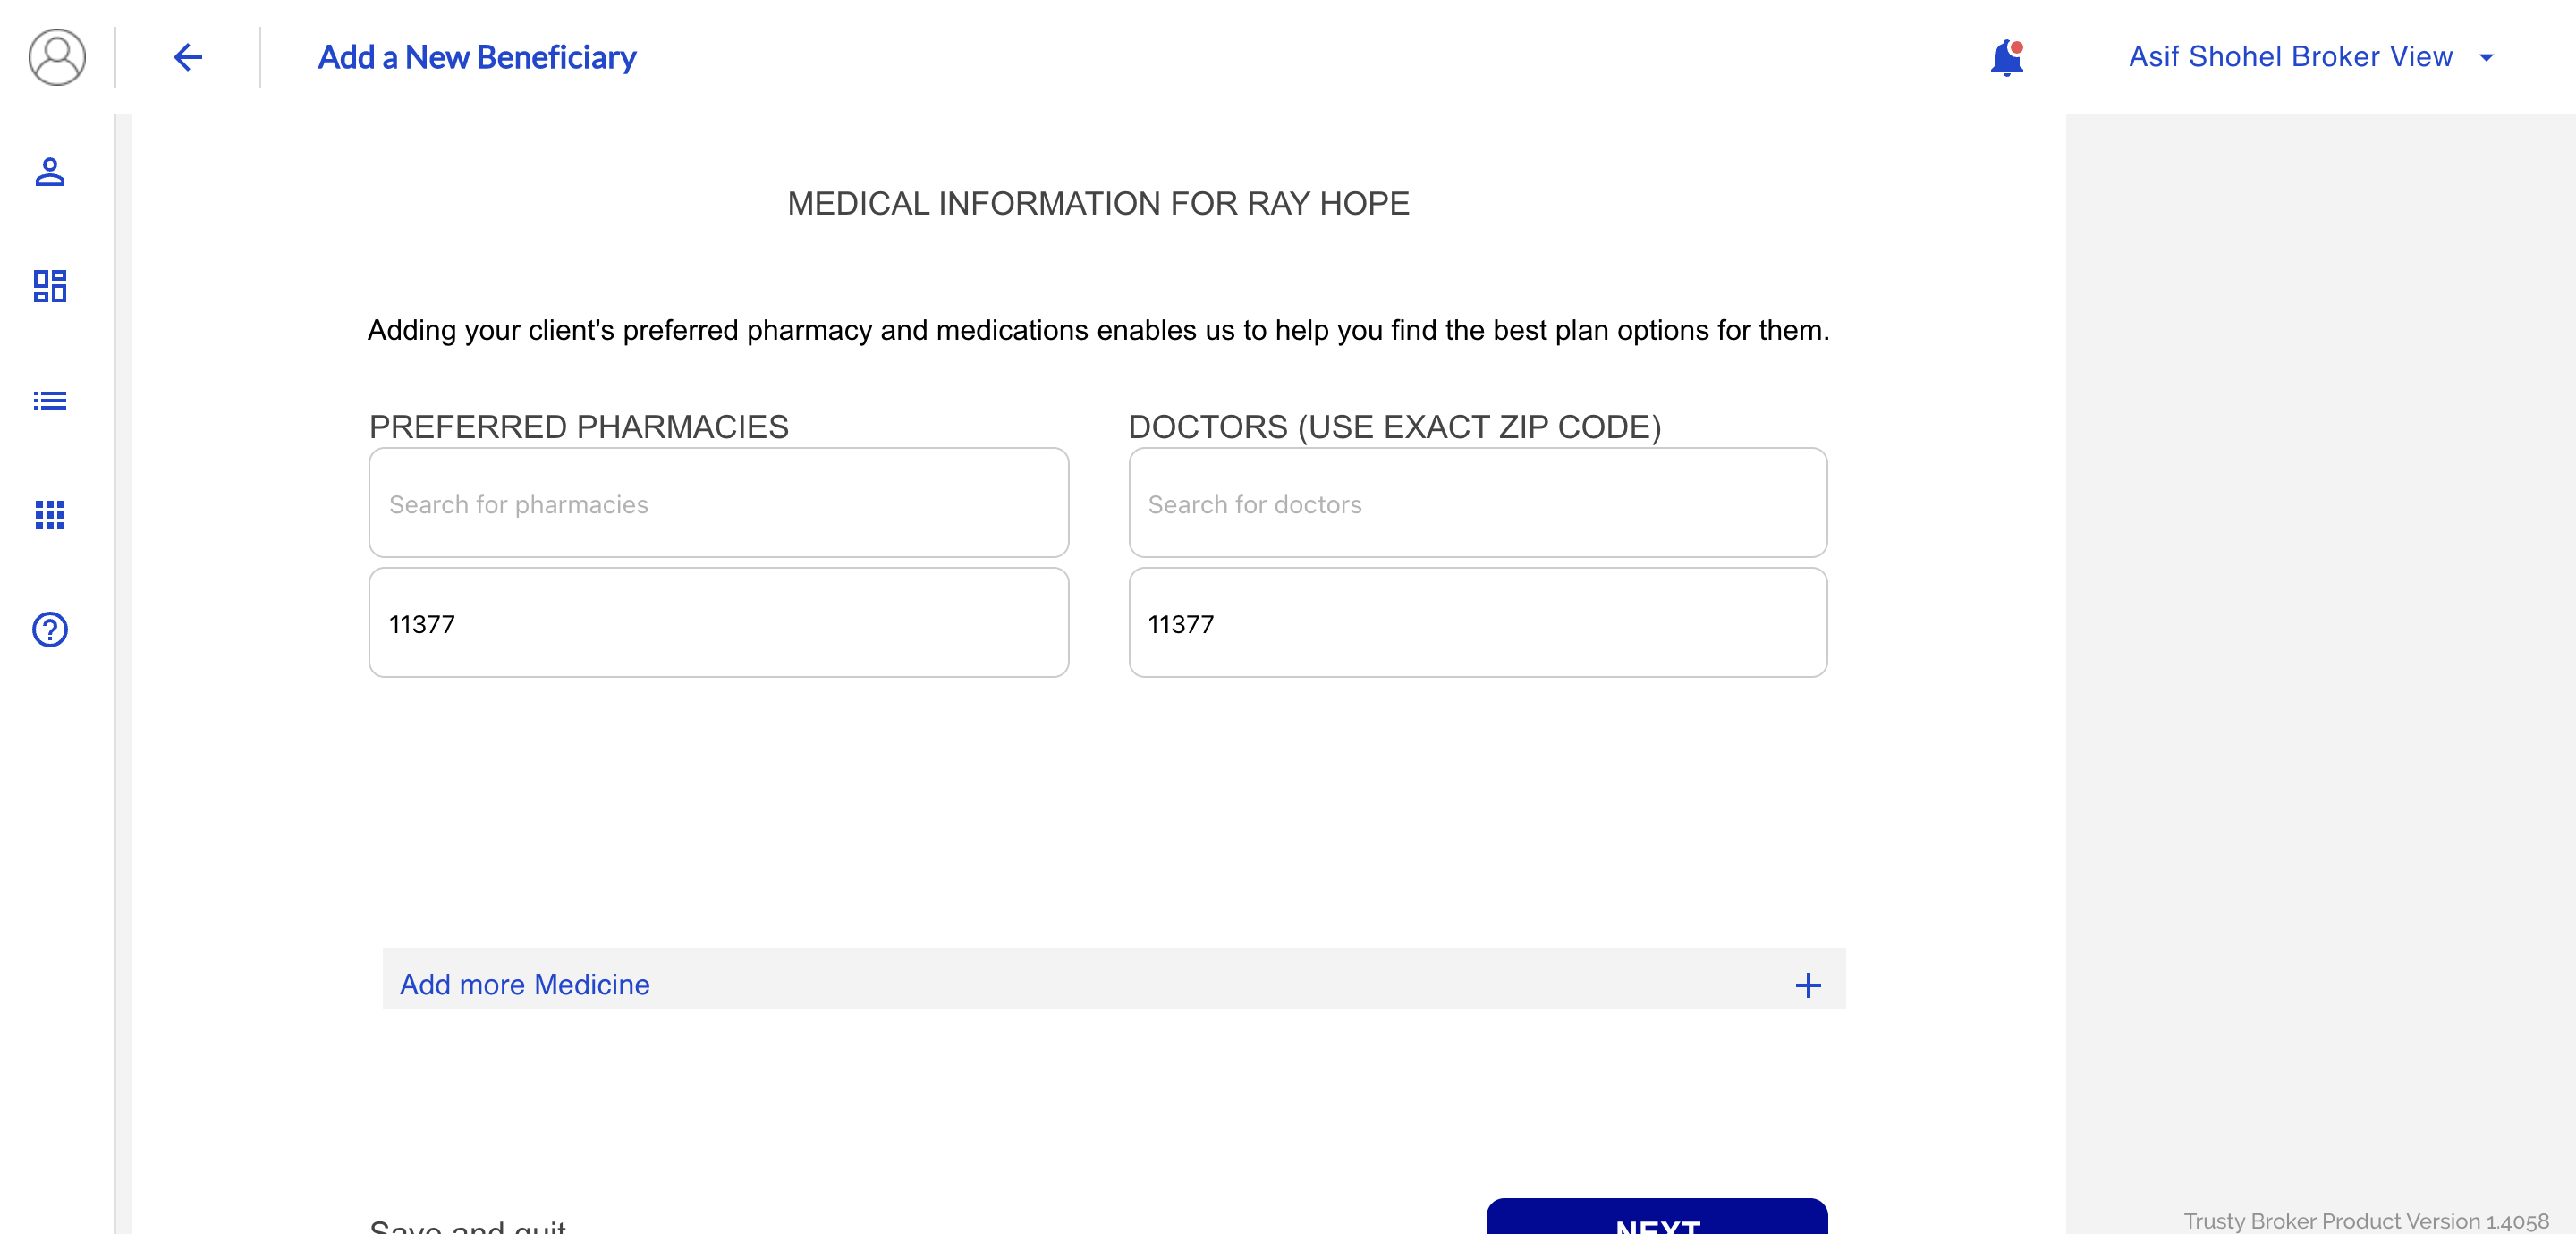 Add a New Beneficiary
Asif Shohel Broker View
MEDICAL INFORMATION FOR RAY HOPE
Adding your client's preferred pharmacy and medications enables us to help you find the best plan options for them.
PREFERRED PHARMACIES
DOCTORS (USE EXACT ZIP CODE)
Search for pharmacies
Search for doctors
11377
11377
Add more Medicine
Save and quit
NEXT
Trusty Broker Product Version 1.4058